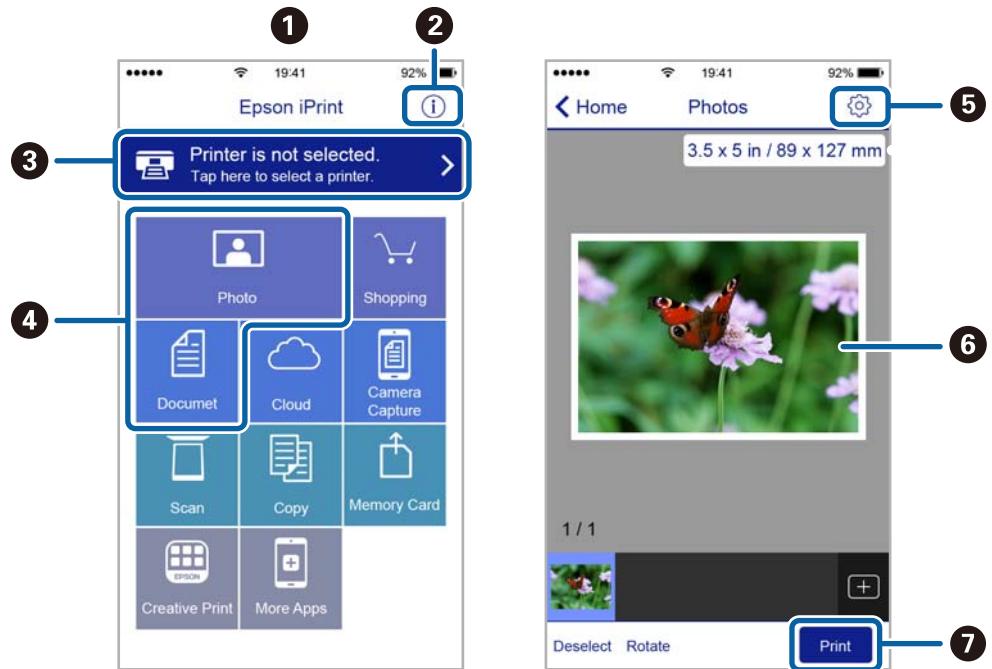 1
2
19:41
92%
Epson iPrint
3
Printer is not selected.
Tap here to select a printer.
4
Photo
Shopping
Documet
Cloud
Camera
Capture
Scan
Copy
Memory Card
EPSON
Creative Print
More Apps
19:41
92%
Home
Photos
5
3.5 x 5 in / 89 x 127 mm
6
1 / 1
Deselect
Rotate
Print
7